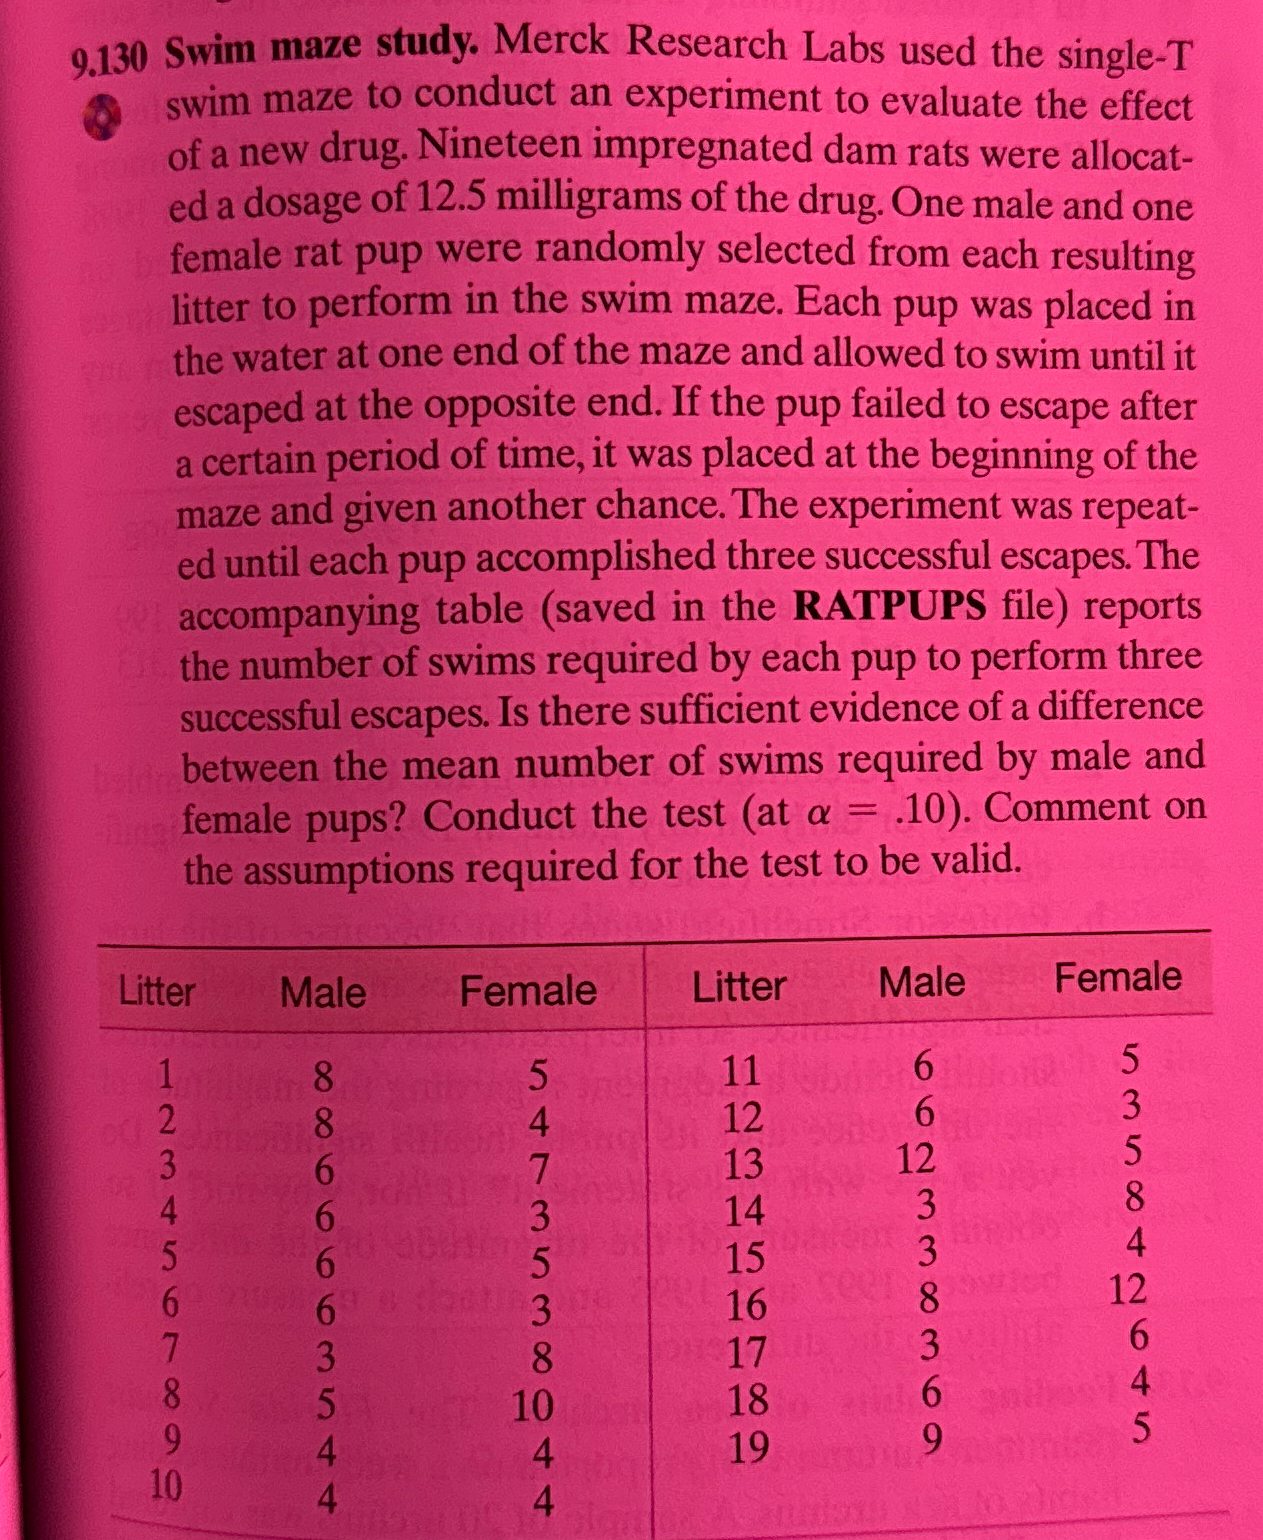 9.130 Swim maze study. Merck Research Labs used the single-T
swim maze to conduct an experiment to evaluate the effect
of a new drug. Nineteen impregnated dam rats were allocat-
ed a dosage of 12.5 milligrams of the drug. One male and one
female rat pup were randomly selected from each resulting
litter to perform in the swim maze. Each pup was placed in
the water at one end of the maze and allowed to swim until it
escaped at the opposite end. If the pup failed to escape after
a certain period of time, it was placed at the beginning of the
maze and given another chance. The experiment was repeat-
ed until each pup accomplished three successful escapes. The
accompanying table (saved in the RATPUPS file) reports
the number of swims required by each pup to perform three
successful escapes. Is there sufficient evidence of a difference
between the mean number of swims required by male and
female pups? Conduct the test (at α = .10). Comment on
the assumptions required for the test to be valid.
Litter Male Female Litter Male Female
1 8 5 11 6 5
2 8 4 12 6 3
3 6 7 13 12 5
4 6 3 14 3 8
5 6 5 15 3 4
6 6 3 16 8 12
7 3 8 17 3 6
8 5 10 18 6 4
9 4 4 19 9 5
10 4 4